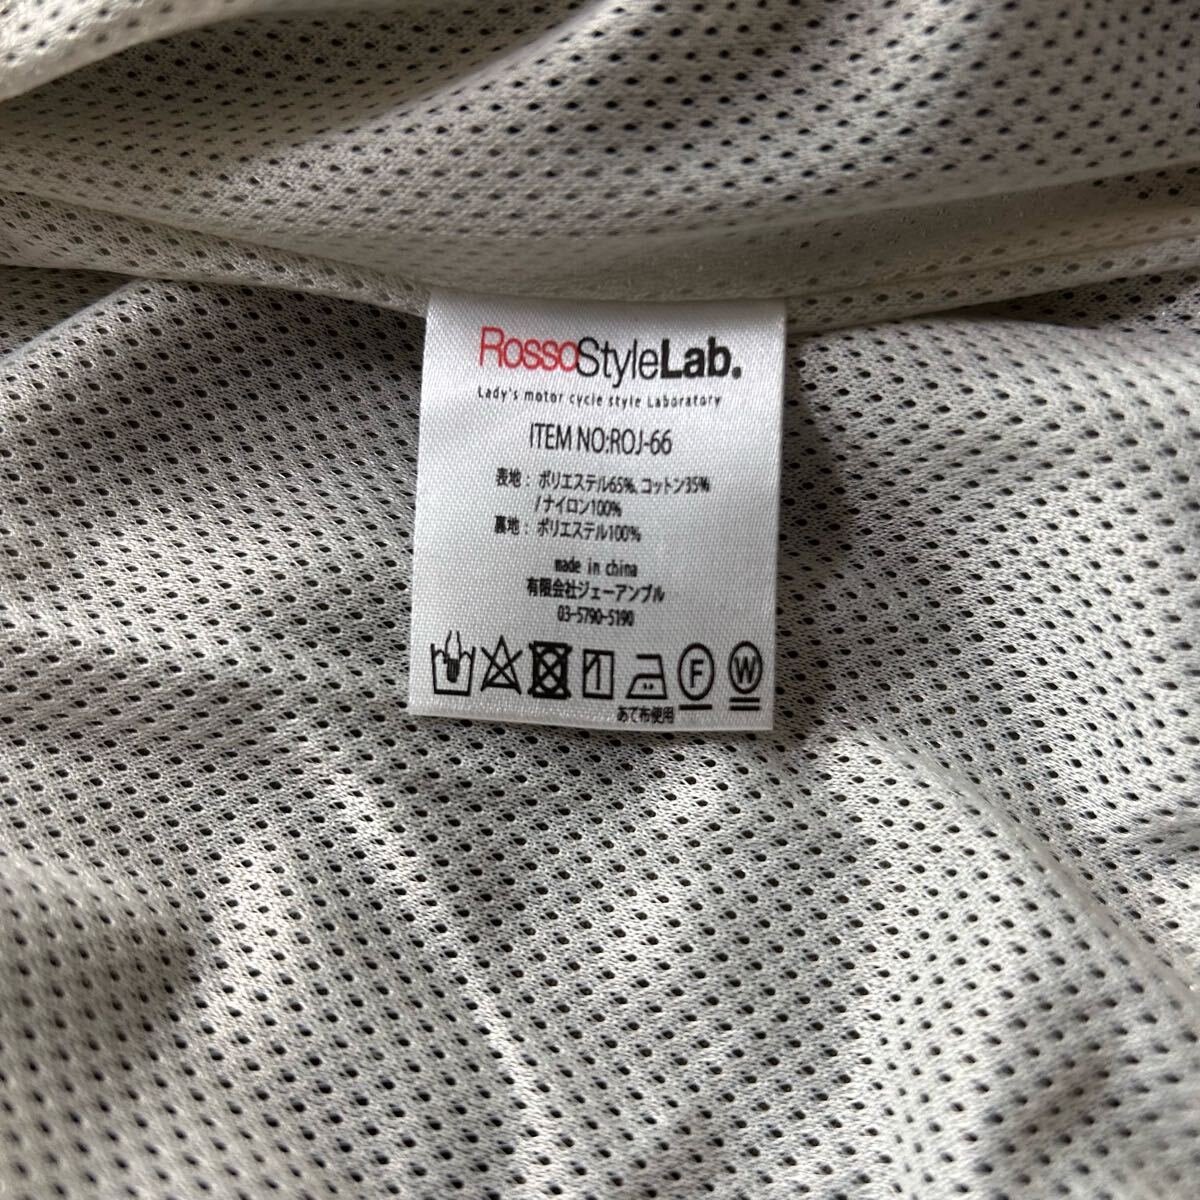 RossoStyleLab.
Lady's motor cycle style Laboratory
ITEM NO:ROJ-66
表地：ポリエステル65%、コットン35%
/ナイロン100%
裏地：ポリエステル100%
made in china
有限会社ジェーアンブル
03-5790-5190
F W
あて布使用